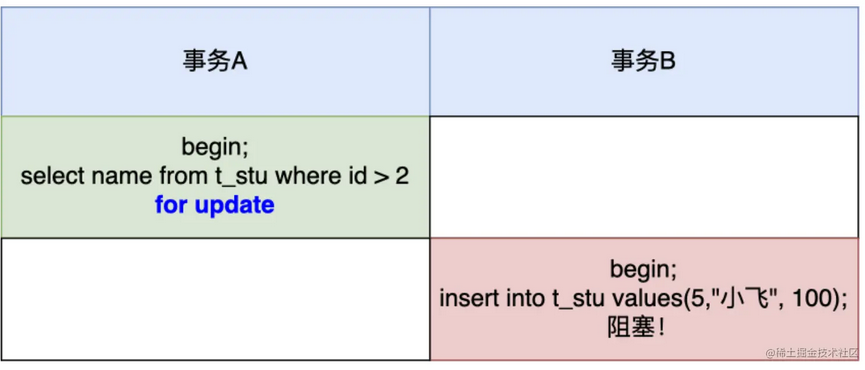 事务A
事务B
begin;
select name from t_stu where id > 2
for update
begin;
insert into t_stu values(5,"小飞", 100);
阻塞！
@稀土掘金技术社区